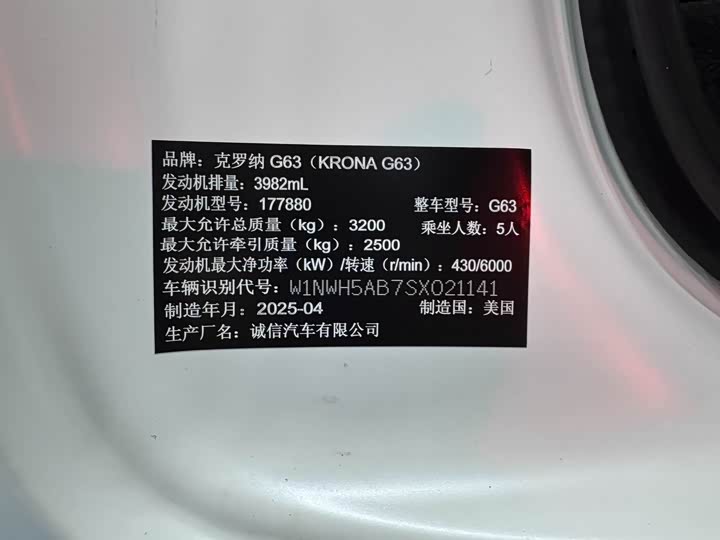 品牌：克罗纳 G63（KRONA G63）
发动机排量：3982mL
发动机型号：177880 整车型号：G63
最大允许总质量（kg）：3200 乘坐人数：5人
最大允许牵引质量（kg）：2500
发动机最大净功率（kW）/转速（r/min）：430/6000
车辆识别代号：W1NWH5AB7SX021141
制造年月：2025-04 制造国：美国
生产厂名：诚信汽车有限公司